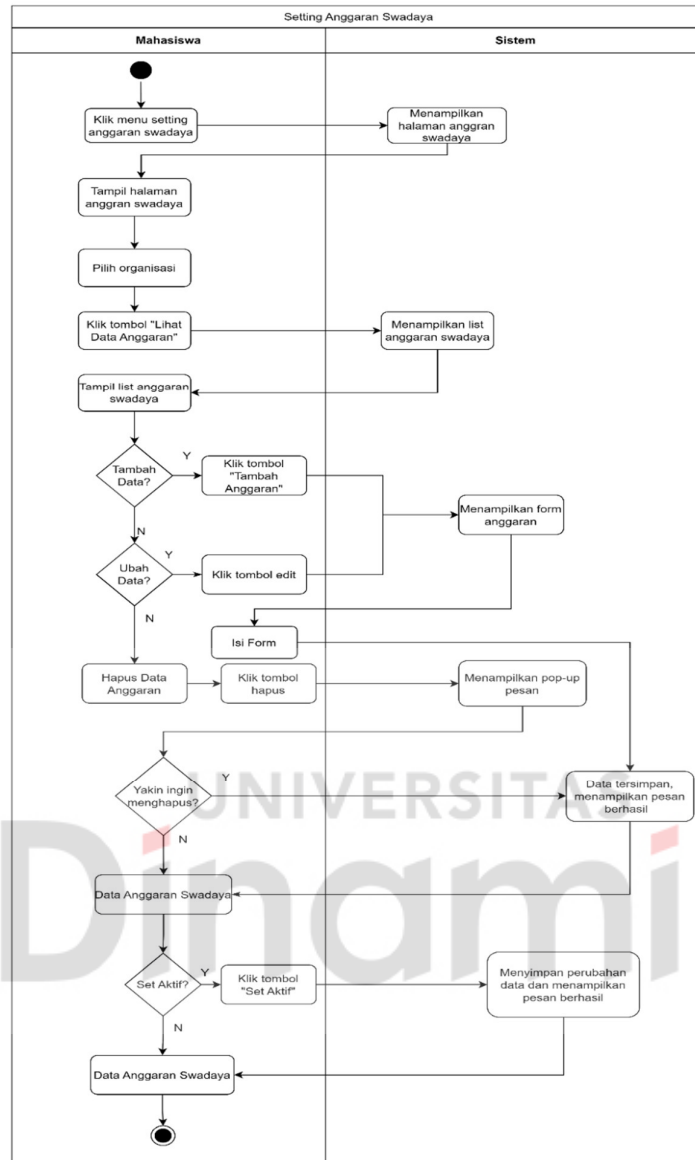 Setting Anggaran Swadaya
Mahasiswa
Sistem
Klik menu setting
anggaran swadaya
Menampilkan
halaman anggran
swadaya
Tampil halaman
anggran swadaya
Pilih organisasi
Klik tombol "Lihat
Data Anggaran"
Menampilkan list
anggaran swadaya
Tampil list anggaran
swadaya
Tambah
Data?
Y
Klik tombol
"Tambah
Anggaran"
Menampilkan form
anggaran
N
Ubah
Data?
Y
Klik tombol edit
N
Isi Form
Hapus Data
Anggaran
Klik tombol
hapus
Menampilkan pop-up
pesan
Yakin ingin
menghapus?
Y
Data tersimpan,
menampilkan pesan
berhasil
N
UNIVERSITAS
Dinami
Data Anggaran Swadaya
Set Aktif?
Y
Klik tombol
"Set Aktif"
Menyimpan perubahan
data dan menampilkan
pesan berhasil
N
Data Anggaran Swadaya